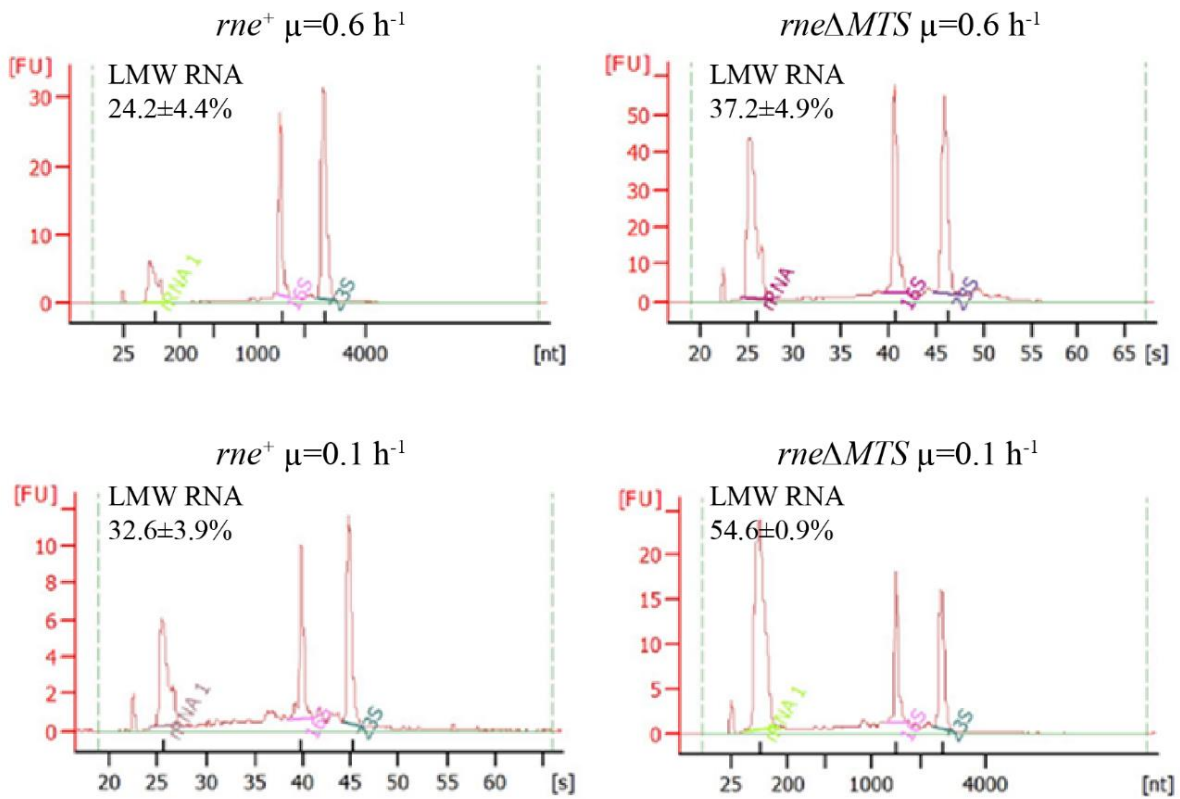 rne⁺ μ=0.6 h⁻¹
[FU]
LMW RNA
24.2±4.4%
30
20
10
0
rRNA 1
16S
23S
25 200 1000 4000 [nt]
rneΔMTS μ=0.6 h⁻¹
[FU]
LMW RNA
37.2±4.9%
50
40
30
20
10
0
rRNA
16S
23S
20 25 30 35 40 45 50 55 60 65 [s]
rne⁺ μ=0.1 h⁻¹
[FU]
LMW RNA
32.6±3.9%
10
8
6
4
2
0
rRNA 1
16S
23S
20 25 30 35 40 45 50 55 60 [s]
rneΔMTS μ=0.1 h⁻¹
[FU]
LMW RNA
54.6±0.9%
20
15
10
5
0
rRNA 1
16S
23S
25 200 1000 4000 [nt]